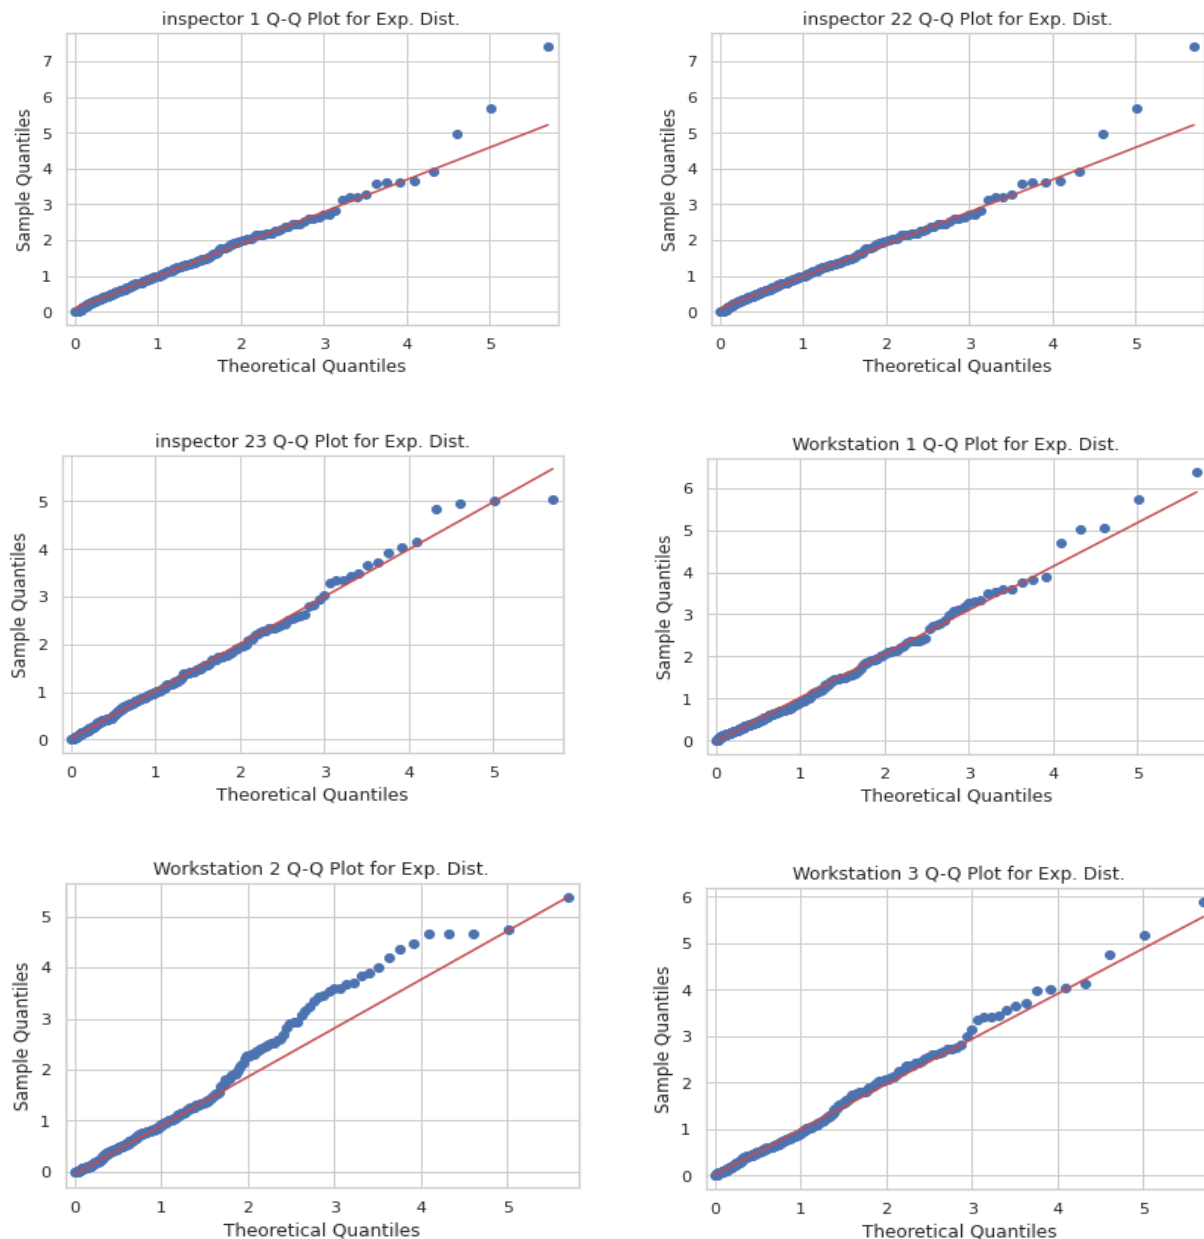 inspector 1 Q-Q Plot for Exp. Dist.
7
6
5
4
3
2
1
0
Sample Quantiles
0 1 2 3 4 5
Theoretical Quantiles
inspector 22 Q-Q Plot for Exp. Dist.
7
6
5
4
3
2
1
0
Sample Quantiles
0 1 2 3 4 5
Theoretical Quantiles
inspector 23 Q-Q Plot for Exp. Dist.
5
4
3
2
1
0
Sample Quantiles
0 1 2 3 4 5
Theoretical Quantiles
Workstation 1 Q-Q Plot for Exp. Dist.
6
5
4
3
2
1
0
Sample Quantiles
0 1 2 3 4 5
Theoretical Quantiles
Workstation 2 Q-Q Plot for Exp. Dist.
5
4
3
2
1
0
Sample Quantiles
0 1 2 3 4 5
Theoretical Quantiles
Workstation 3 Q-Q Plot for Exp. Dist.
6
5
4
3
2
1
0
Sample Quantiles
0 1 2 3 4 5
Theoretical Quantiles